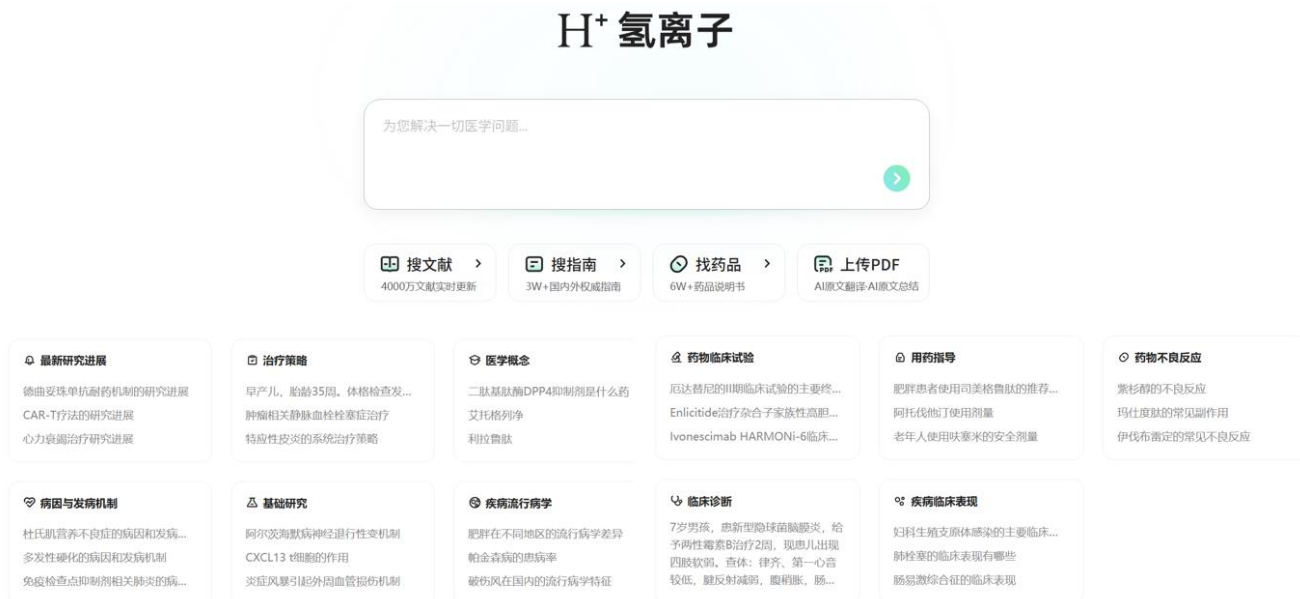 H⁺ 氢离子
为您解决一切医学问题...
搜文献
4000万文献实时更新
搜指南
3W+国内外权威指南
找药品
6W+药品说明书
上传PDF
AI原文翻译·AI原文总结
最新研究进展
德曲妥珠单抗耐药机制的研究进展
CAR-T疗法的研究进展
心力衰竭治疗研究进展
治疗策略
早产儿，胎龄35周。体格检查发...
肿瘤相关静脉血栓栓塞症治疗
特应性皮炎的系统治疗策略
医学概念
二肽基肽酶DPP4抑制剂是什么药
艾托格列净
利拉鲁肽
药物临床试验
厄达替尼的III期临床试验的主要终...
Enlicitide治疗杂合子家族性高胆...
Ivonescimab HARMONi-6临床...
用药指导
肥胖患者使用司美格鲁肽的推荐...
阿托伐他汀使用剂量
老年人使用呋塞米的安全剂量
药物不良反应
紫杉醇的不良反应
玛仕度肽的常见副作用
伊伐布雷定的常见不良反应
病因与发病机制
杜氏肌营养不良症的病因和发病...
多发性硬化的病因和发病机制
免疫检查点抑制剂相关肺炎的病...
基础研究
阿尔茨海默病神经退行性变机制
CXCL13 t细胞的作用
炎症风暴引起外周血管损伤机制
疾病流行病学
肥胖在不同地区的流行病学差异
帕金森病的患病率
破伤风在国内的流行病学特征
临床诊断
7岁男孩，患新型隐球菌脑膜炎，给
予两性霉素B治疗2周，现患儿出现
四肢软弱。查体：律齐、第一心音
较低，腱反射减弱，腹稍胀，肠...
疾病临床表现
妇科生殖支原体感染的主要临床...
肺栓塞的临床表现有哪些
肠易激综合征的临床表现